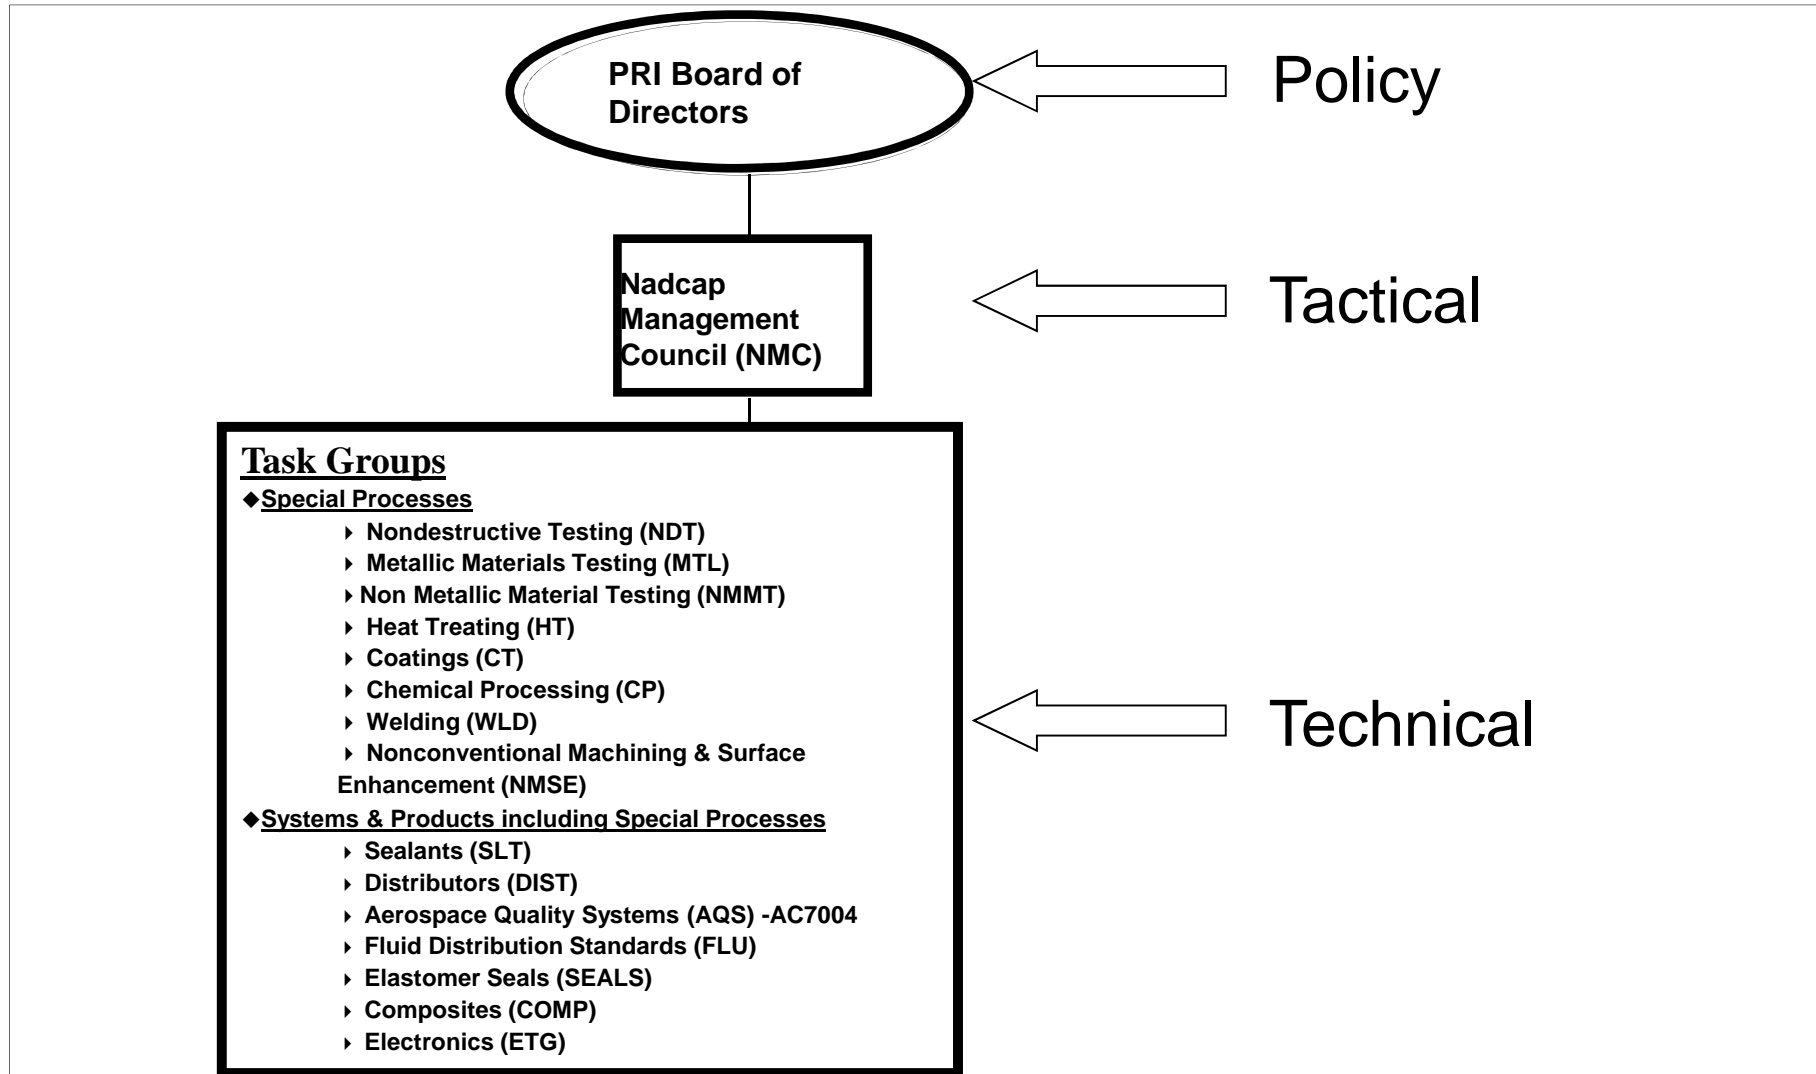 PRI Board of
Directors
Policy
Nadcap
Management
Council (NMC)
Tactical
Task Groups
◆Special Processes
Nondestructive Testing (NDT)
Metallic Materials Testing (MTL)
Non Metallic Material Testing (NMMT)
Heat Treating (HT)
Coatings (CT)
Chemical Processing (CP)
Welding (WLD)
Nonconventional Machining & Surface
Enhancement (NMSE)
◆Systems & Products including Special Processes
Sealants (SLT)
Distributors (DIST)
Aerospace Quality Systems (AQS) -AC7004
Fluid Distribution Standards (FLU)
Elastomer Seals (SEALS)
Composites (COMP)
Electronics (ETG)
Technical